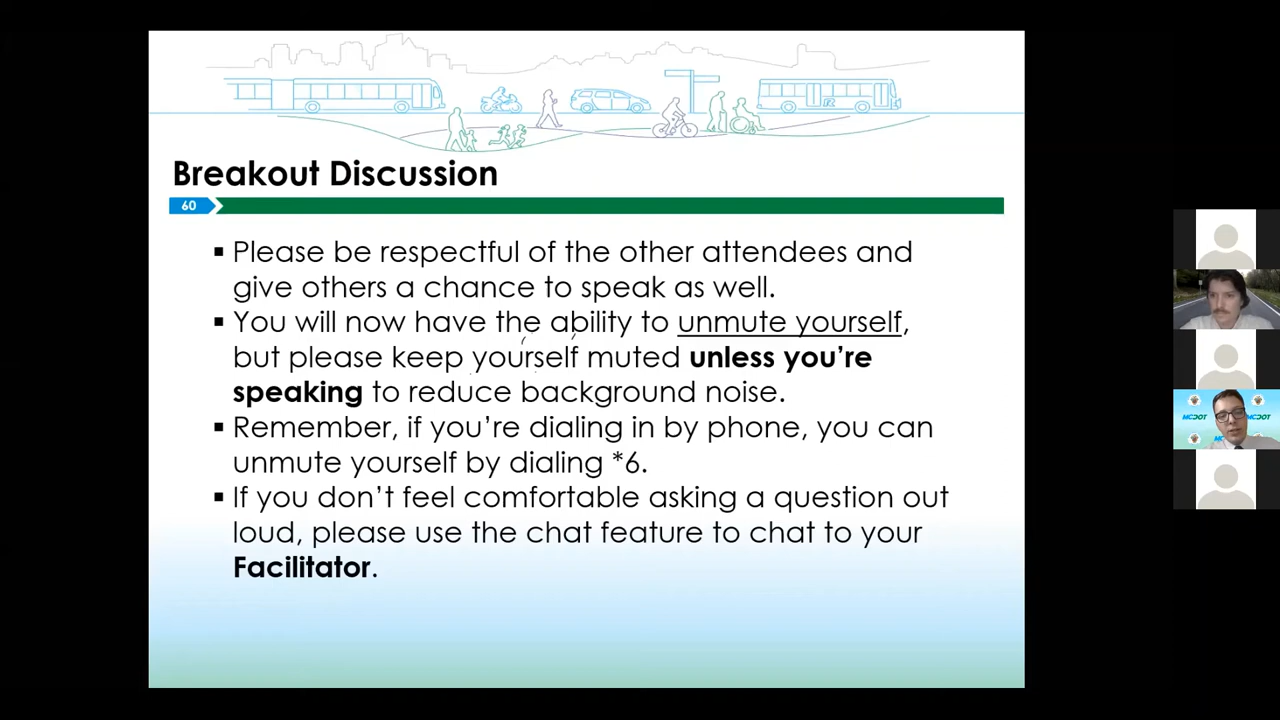 Breakout Discussion
60
▪ Please be respectful of the other attendees and
give others a chance to speak as well.
▪ You will now have the ability to unmute yourself,
but please keep yourself muted unless you’re
speaking to reduce background noise.
▪ Remember, if you’re dialing in by phone, you can
unmute yourself by dialing *6.
▪ If you don’t feel comfortable asking a question out
loud, please use the chat feature to chat to your
Facilitator.
MCDOT
MCDOT